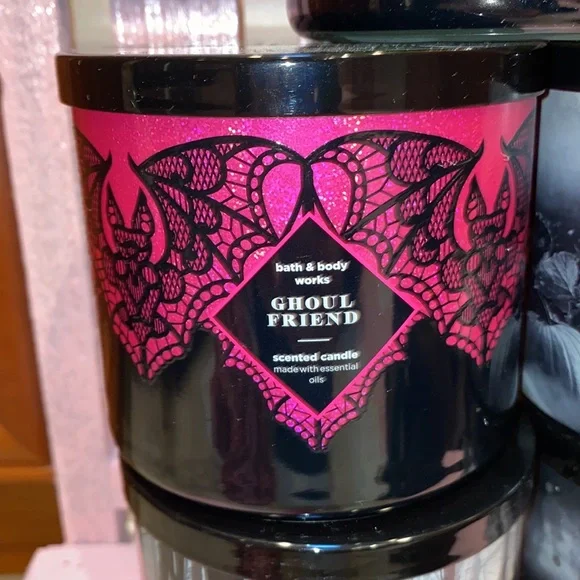 bath & body
works
GHOUL
FRIEND
scented candle
made with essential
oils